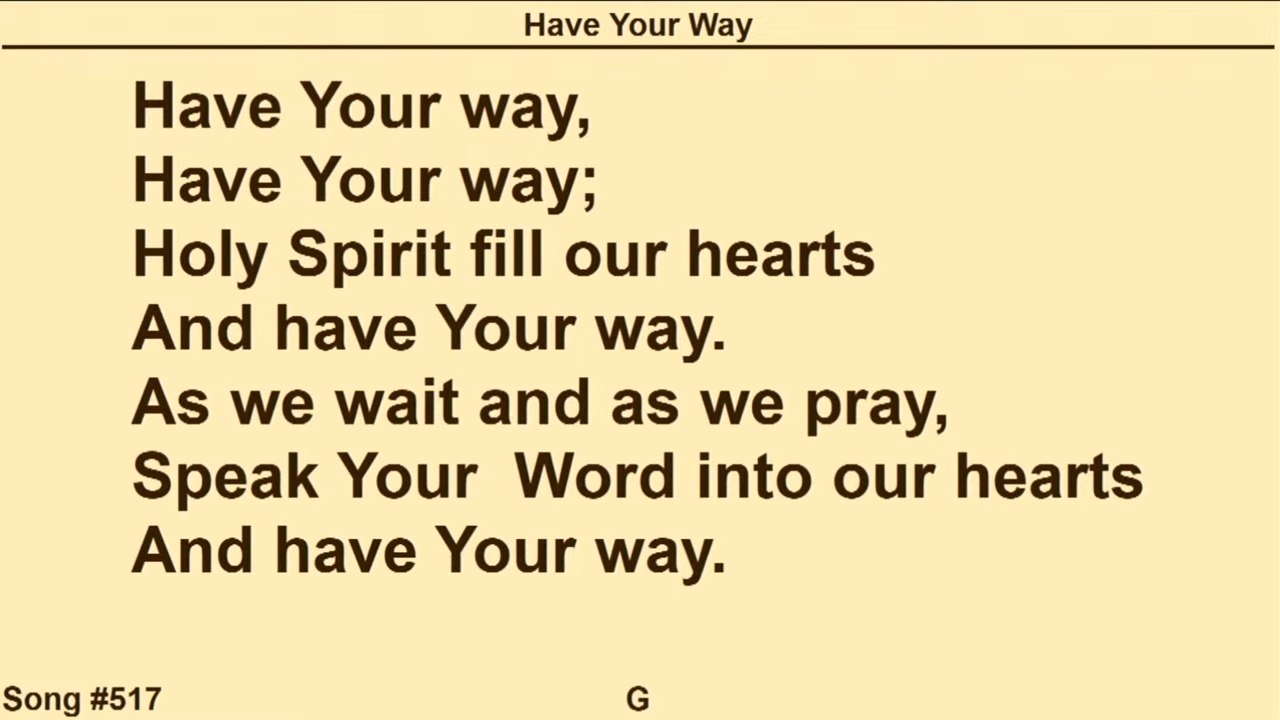 Have Your Way
Have Your way,
Have Your way;
Holy Spirit fill our hearts
And have Your way.
As we wait and as we pray,
Speak Your  Word into our hearts
And have Your way.
Song #517
G